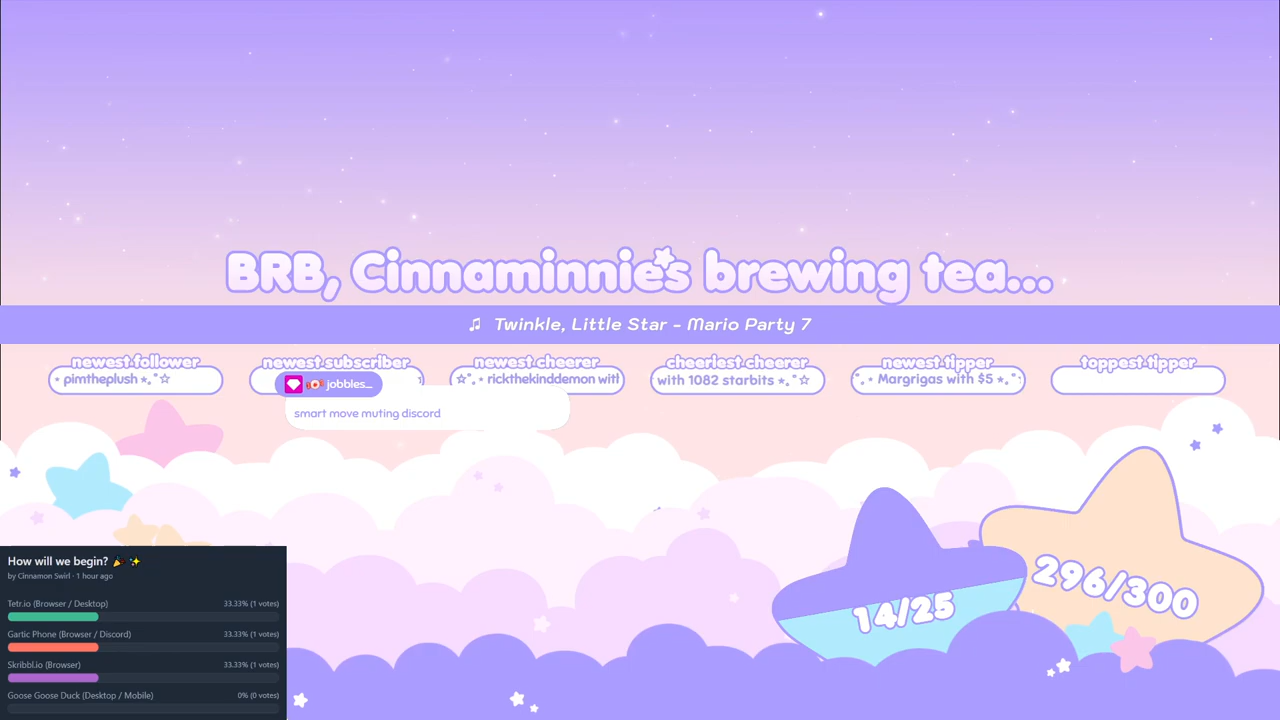 BRB, Cinnaminnie's brewing tea...
♫ Twinkle, Little Star - Mario Party 7
newest follower
newest subscriber
newest cheerer
cheeriest cheerer
newest tipper
toppest tipper
⋆ pimtheplush ⋆｡˚☆
☆˚｡⋆ rickthekinddemon with
with 1082 starbits ⋆｡˚☆
˚｡⋆ Margrigas with $5 ⋆｡˚
jobbles_
smart move muting discord
How will we begin? 🎉 ✨
by Cinnamon Swirl · 1 hour ago
Tetr.io (Browser / Desktop) 33.33% (1 votes)
Gartic Phone (Browser / Discord) 33.33% (1 votes)
Skribbl.io (Browser) 33.33% (1 votes)
Goose Goose Duck (Desktop / Mobile) 0% (0 votes)
14/25
296/300